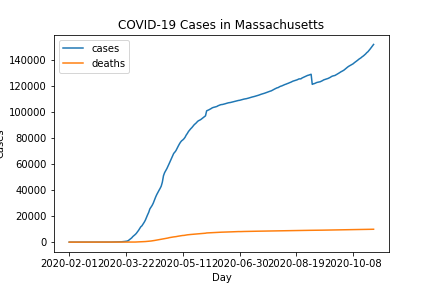 COVID-19 Cases in Massachusetts
cases
deaths
140000
120000
100000
80000
60000
40000
20000
0
cases
2020-02-01 2020-03-22 2020-05-11 2020-06-30 2020-08-19 2020-10-08
Day